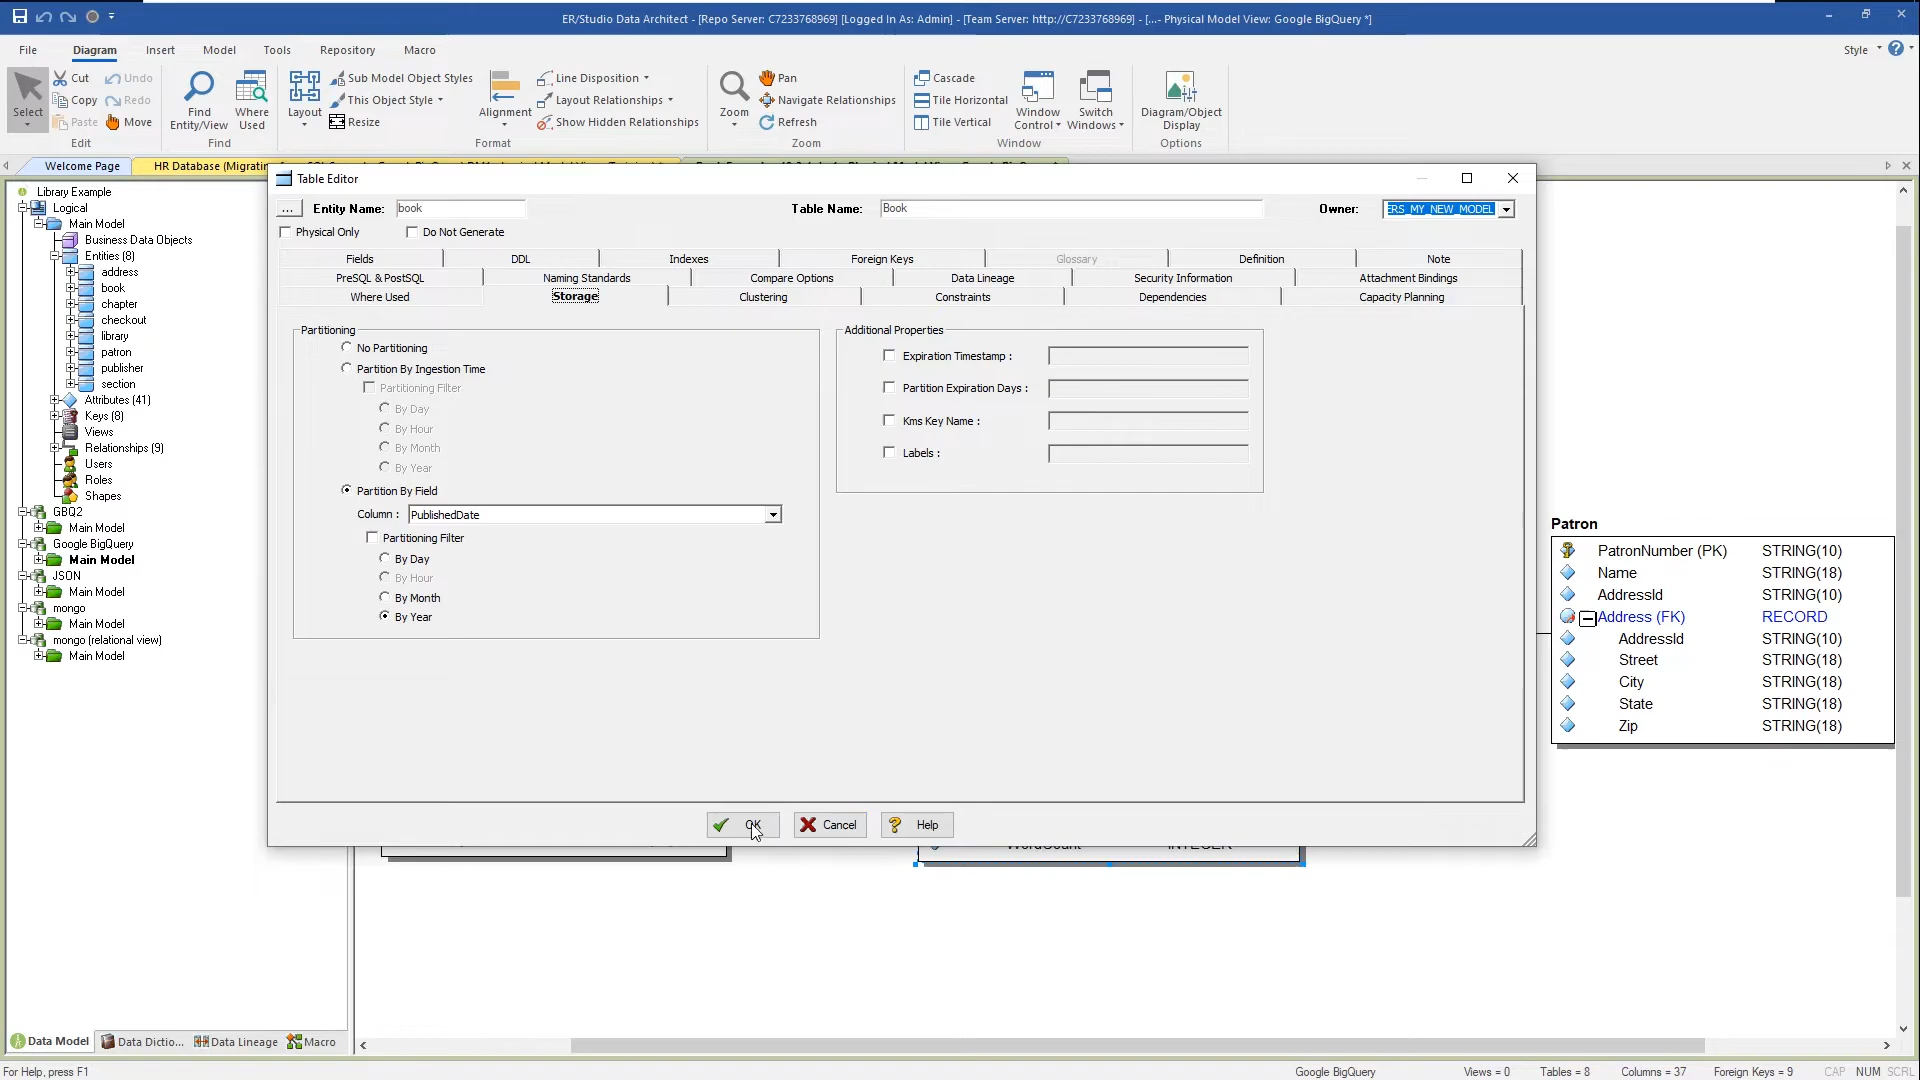 ER/Studio Data Architect - [Repo Server: C7233768969] [Logged In As: Admin] - [Team Server: http://C7233768969] - [...- Physical Model View: Google BigQuery *]
File Diagram Insert Model Tools Repository Macro Style
Select Cut Copy Paste Undo Redo Move Edit
Find Entity/View Where Used Find
Layout Sub Model Object Styles This Object Style Resize Alignment Line Disposition Layout Relationships Show Hidden Relationships Format
Zoom Pan Navigate Relationships Refresh Zoom
Cascade Tile Horizontal Tile Vertical Window Control Switch Windows Window
Diagram/Object Display Options
Welcome Page HR Database (Migratin
Library Example
Logical
Main Model
Business Data Objects
Entities (8)
address
book
chapter
checkout
library
patron
publisher
section
Attributes (41)
Keys (8)
Views
Relationships (9)
Users
Roles
Shapes
GBQ2
Main Model
Google BigQuery
Main Model
JSON
Main Model
mongo
Main Model
mongo (relational view)
Main Model
Data Model Data Dictio... Data Lineage Macro
Table Editor
... Entity Name: book Table Name: Book Owner: ERS_MY_NEW_MODEL
Physical Only Do Not Generate
Fields DDL Indexes Foreign Keys Glossary Definition Note
PreSQL & PostSQL Naming Standards Compare Options Data Lineage Security Information Attachment Bindings
Where Used Storage Clustering Constraints Dependencies Capacity Planning
Partitioning
No Partitioning
Partition By Ingestion Time
Partitioning Filter
By Day
By Hour
By Month
By Year
Partition By Field
Column : PublishedDate
Partitioning Filter
By Day
By Hour
By Month
By Year
Additional Properties
Expiration Timestamp :
Partition Expiration Days :
Kms Key Name :
Labels :
OK Cancel Help
WordCount INTEGER
Patron
PatronNumber (PK) STRING(10)
Name STRING(18)
AddressId STRING(10)
Address (FK) RECORD
AddressId STRING(10)
Street STRING(18)
City STRING(18)
State STRING(18)
Zip STRING(18)
For Help, press F1 Google BigQuery Views = 0 Tables = 8 Columns = 37 Foreign Keys = 9 CAP NUM SCRL